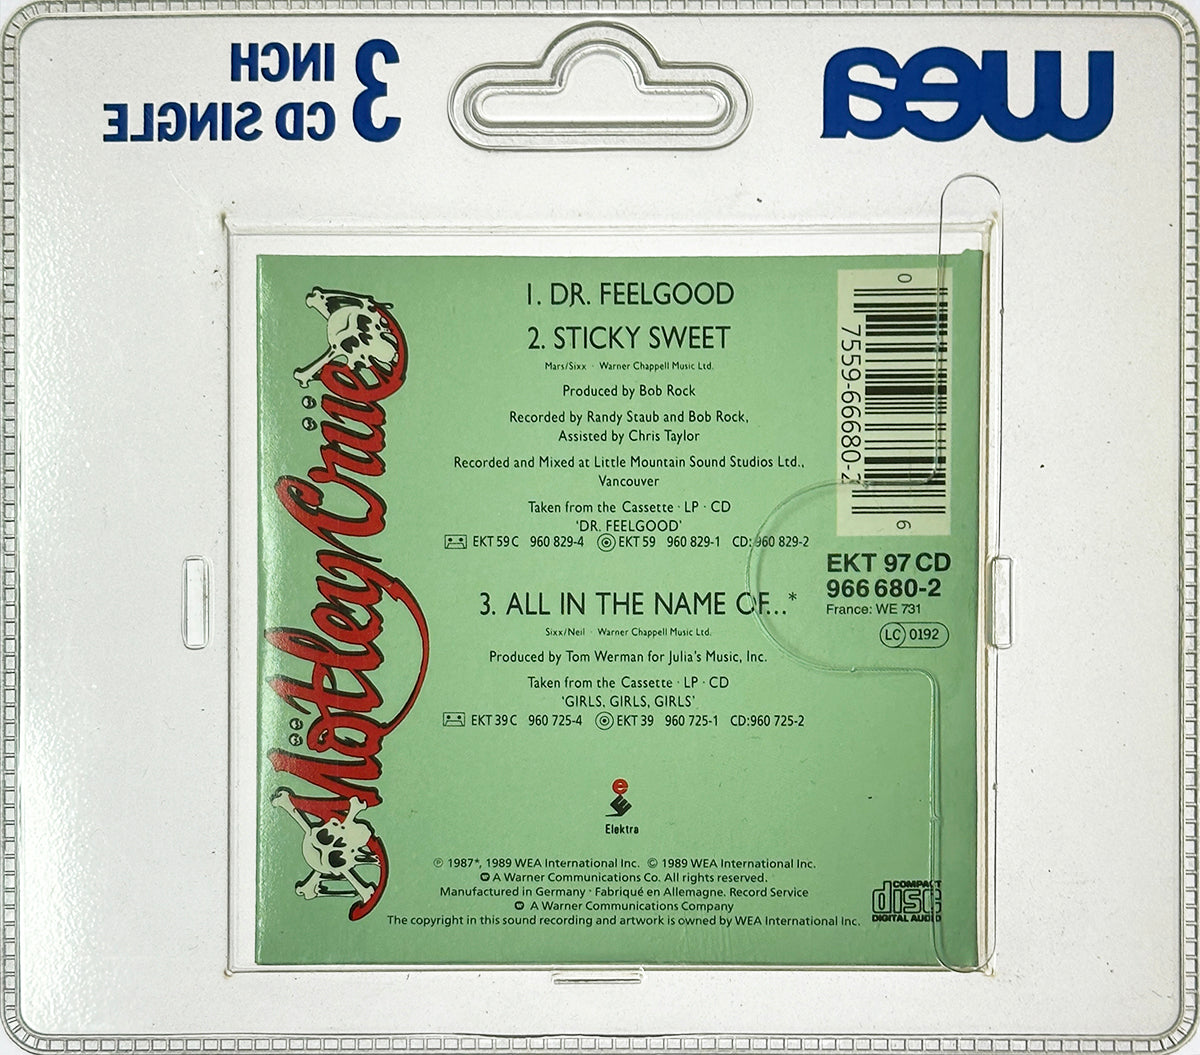 3 INCH
CD SINGLE
wea
Mötley Crüe
1. DR. FEELGOOD
2. STICKY SWEET
Mars/Sixx · Warner Chappell Music Ltd.
Produced by Bob Rock
Recorded by Randy Staub and Bob Rock,
Assisted by Chris Taylor
Recorded and Mixed at Little Mountain Sound Studios Ltd.,
Vancouver
Taken from the Cassette · LP · CD
'DR. FEELGOOD'
EKT 59 C 960 829-4 EKT 59 960 829-1 CD: 960 829-2
3. ALL IN THE NAME OF...*
Sixx/Neil · Warner Chappell Music Ltd.
Produced by Tom Werman for Julia's Music, Inc.
Taken from the Cassette · LP · CD
'GIRLS, GIRLS, GIRLS'
EKT 39 C 960 725-4 EKT 39 960 725-1 CD:960 725-2
0 7559-66680-2 6
EKT 97 CD
966 680-2
France: WE 731
LC 0192
e
Elektra
℗ 1987*, 1989 WEA International Inc. © 1989 WEA International Inc.
A Warner Communications Co. All rights reserved.
Manufactured in Germany · Fabriqué en Allemagne. Record Service
A Warner Communications Company
The copyright in this sound recording and artwork is owned by WEA International Inc.
COMPACT
disc
DIGITAL AUDIO